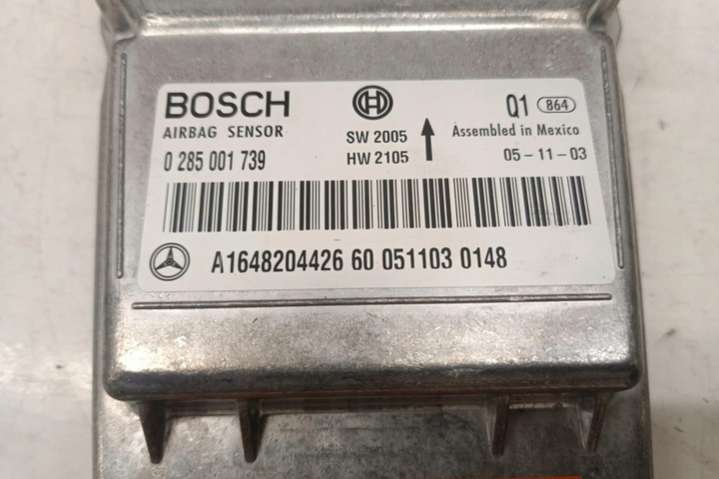 BOSCH
AIRBAG SENSOR
0 285 001 739
SW 2005
HW 2105
Q1 864
Assembled in Mexico
05-11-03
A1648204426 60 051103 0148